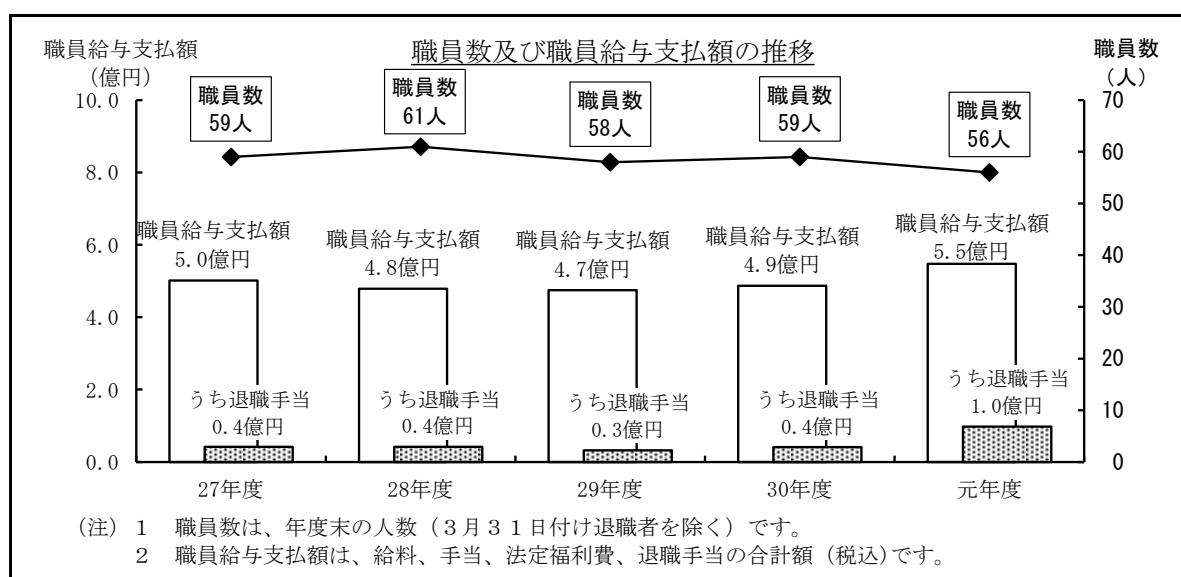 職員数及び職員給与支払額の推移
職員給与支払額
（億円）
職員数
（人）
10.0
8.0
6.0
4.0
2.0
0.0
70
60
50
40
30
20
10
0
職員数
59人
職員数
61人
職員数
58人
職員数
59人
職員数
56人
職員給与支払額
5.0億円
職員給与支払額
4.8億円
職員給与支払額
4.7億円
職員給与支払額
4.9億円
職員給与支払額
5.5億円
うち退職手当
0.4億円
うち退職手当
0.4億円
うち退職手当
0.3億円
うち退職手当
0.4億円
うち退職手当
1.0億円
27年度
28年度
29年度
30年度
元年度
（注）１　職員数は、年度末の人数（３月３１日付け退職者を除く）です。
２　職員給与支払額は、給料、手当、法定福利費、退職手当の合計額（税込）です。